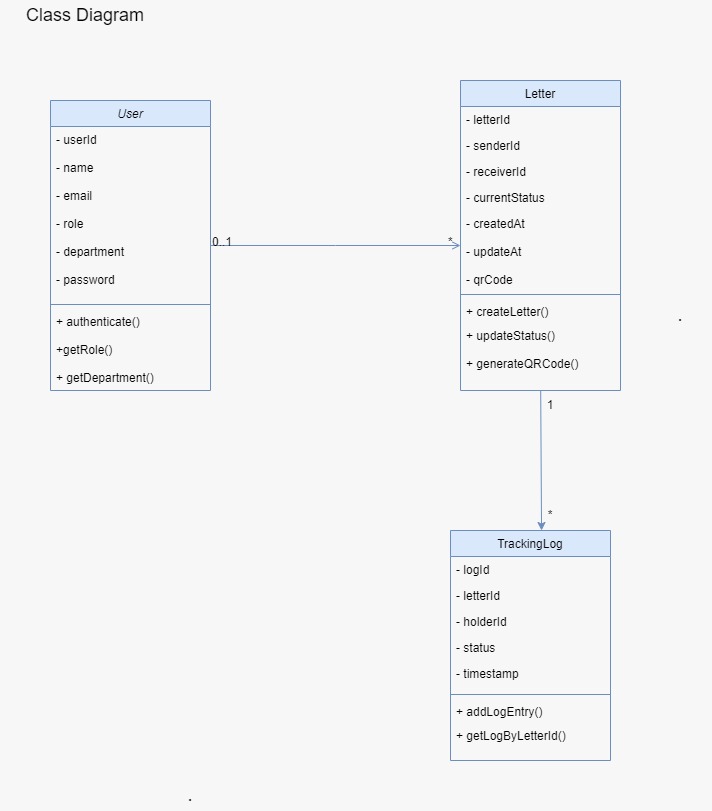 Class Diagram
User
- userId
- name
- email
- role
- department
- password
+ authenticate()
+getRole()
+ getDepartment()
0..1
*
Letter
- letterId
- senderId
- receiverId
- currentStatus
- createdAt
- updateAt
- qrCode
+ createLetter()
+ updateStatus()
+ generateQRCode()
.
1
*
TrackingLog
- logId
- letterId
- holderId
- status
- timestamp
+ addLogEntry()
+ getLogByLetterId()
.